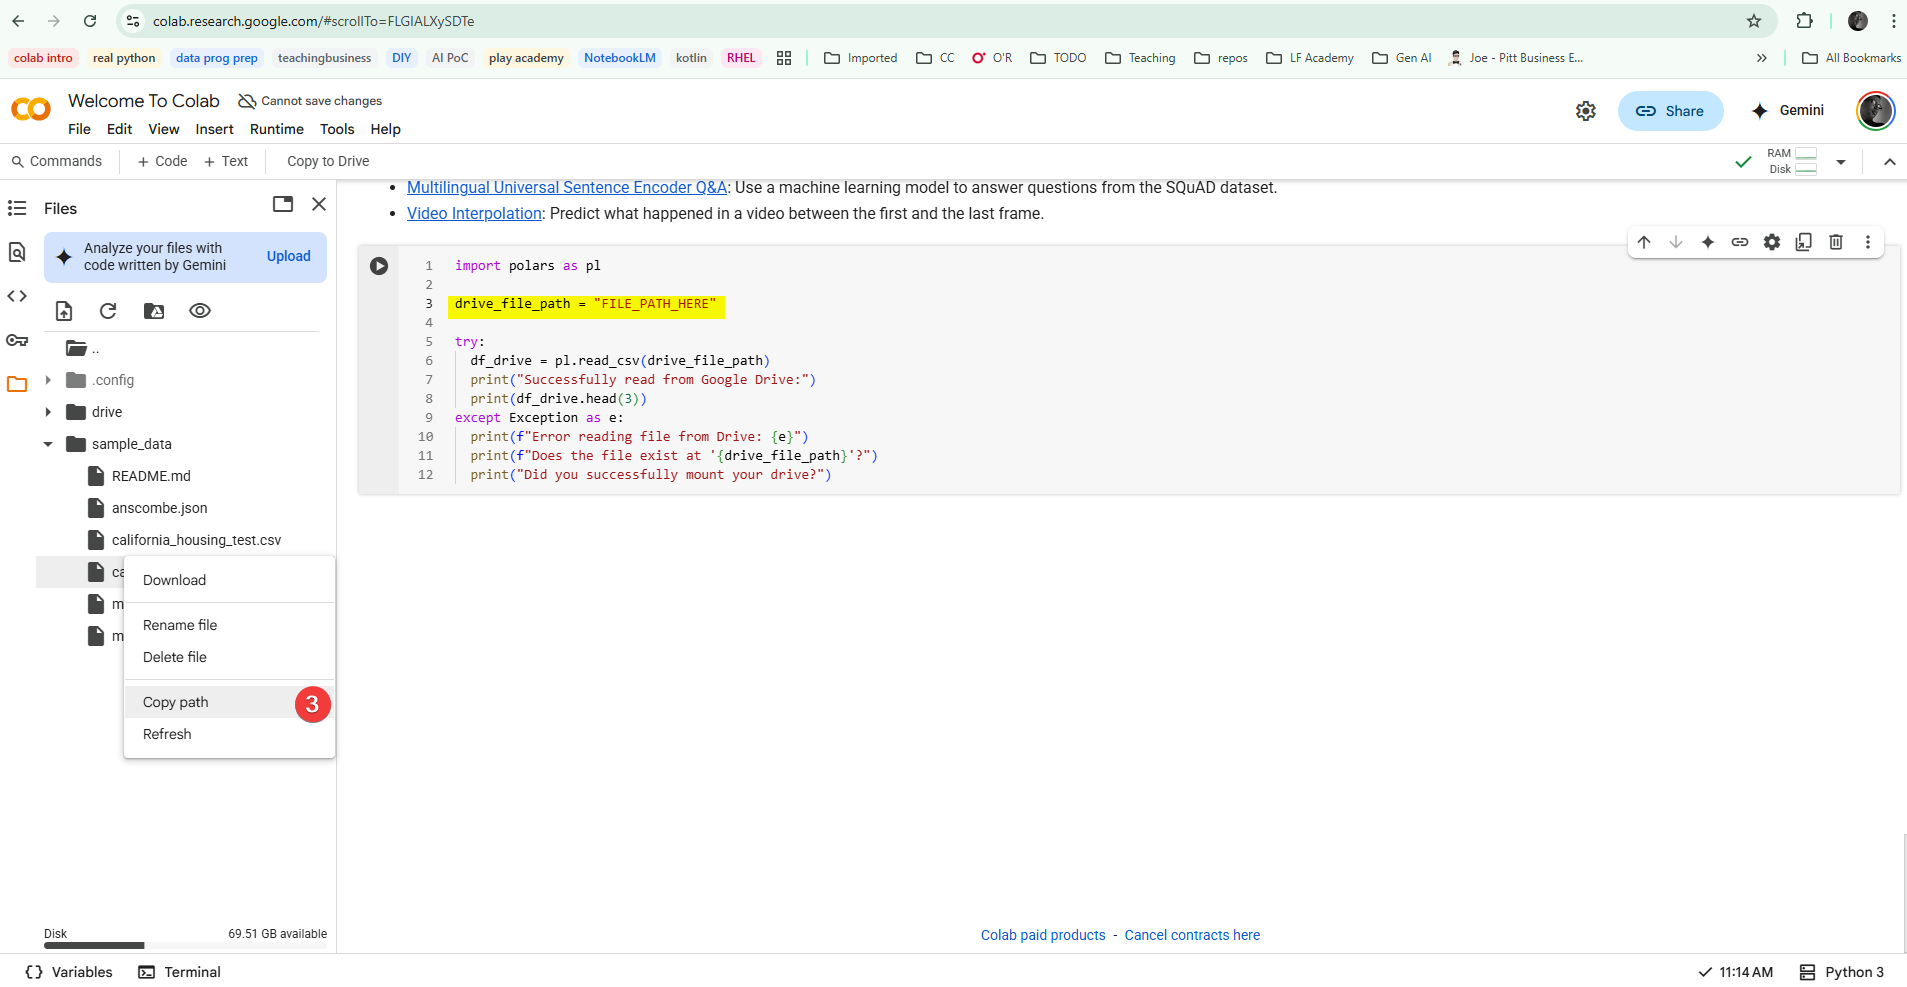 colab.research.google.com/#scrollTo=FLGIALXySDTe
colab intro real python data prog prep teachingbusiness DIY AI PoC play academy NotebookLM kotlin RHEL Imported CC O'R TODO Teaching repos LF Academy Gen AI Joe - Pitt Business E... All Bookmarks
Welcome To Colab Cannot save changes
File Edit View Insert Runtime Tools Help
Share Gemini
Commands + Code + Text Copy to Drive
RAM
Disk
Files
Analyze your files with
code written by Gemini
Upload
..
.config
drive
sample_data
README.md
anscombe.json
california_housing_test.csv
ca
m
m
Download
Rename file
Delete file
Copy path 3
Refresh
Disk 69.51 GB available
• Multilingual Universal Sentence Encoder Q&A: Use a machine learning model to answer questions from the SQuAD dataset.
• Video Interpolation: Predict what happened in a video between the first and the last frame.
1 import polars as pl
2
3 drive_file_path = "FILE_PATH_HERE"
4
5 try:
6 df_drive = pl.read_csv(drive_file_path)
7 print("Successfully read from Google Drive:")
8 print(df_drive.head(3))
9 except Exception as e:
10 print(f"Error reading file from Drive: {e}")
11 print(f"Does the file exist at '{drive_file_path}'?")
12 print("Did you successfully mount your drive?")
Colab paid products - Cancel contracts here
{} Variables Terminal
11:14 AM Python 3